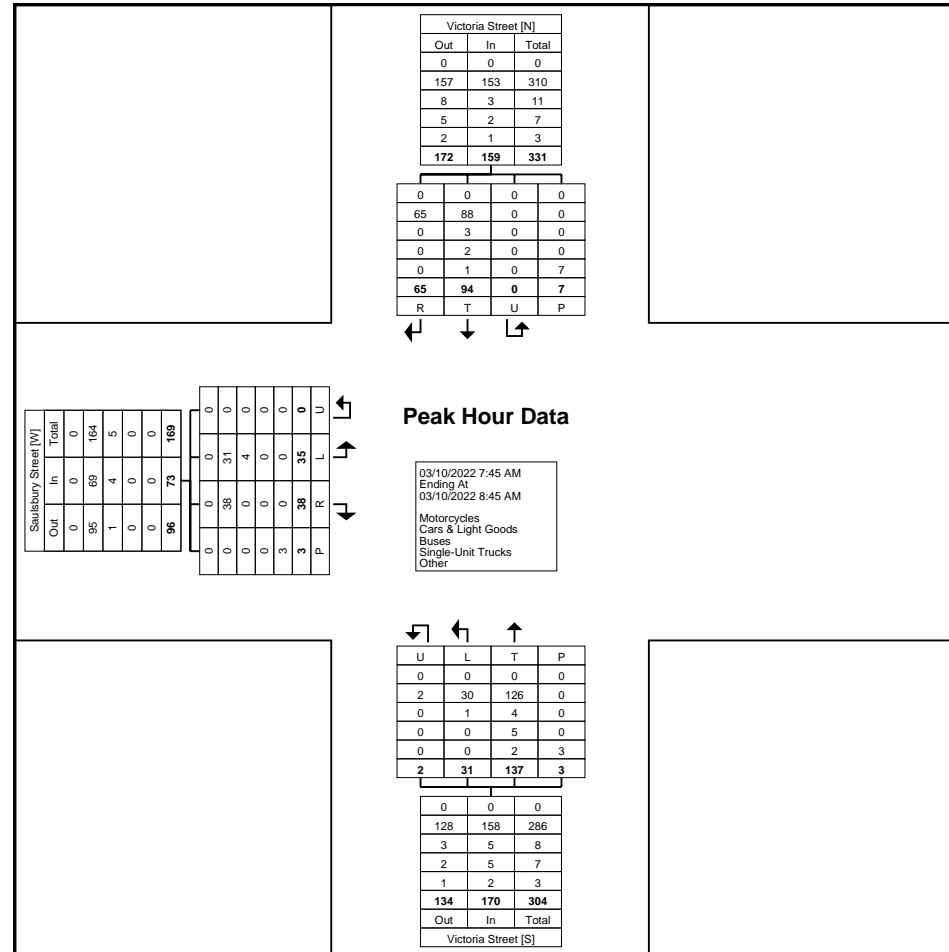 Victoria Street [N]
Out In Total
0 0 0
157 153 310
8 3 11
5 2 7
2 1 3
172 159 331
0 0 0 0
65 88 0 0
0 3 0 0
0 2 0 0
0 1 0 7
65 94 0 7
R T U P
Saulsbury Street [W]
Out In Total
0 0 0
95 69 164
1 4 5
0 0 0
0 0 0
96 73 169
0 0 0 0
0 38 31 0
0 0 4 0
0 0 0 0
3 0 0 0
3 38 35 0
P R L U
Peak Hour Data
03/10/2022 7:45 AM
Ending At
03/10/2022 8:45 AM
Motorcycles
Cars & Light Goods
Buses
Single-Unit Trucks
Other
U L T P
0 0 0 0
2 30 126 0
0 1 4 0
0 0 5 0
0 0 2 3
2 31 137 3
0 0 0
128 158 286
3 5 8
2 5 7
1 2 3
134 170 304
Out In Total
Victoria Street [S]